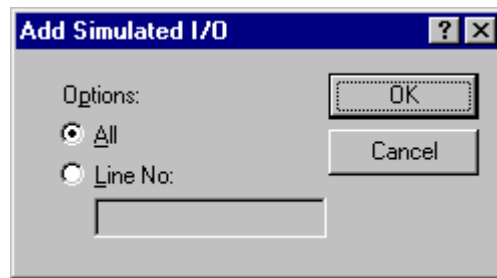 Add Simulated I/O
Options:
All
Line No:
OK
Cancel